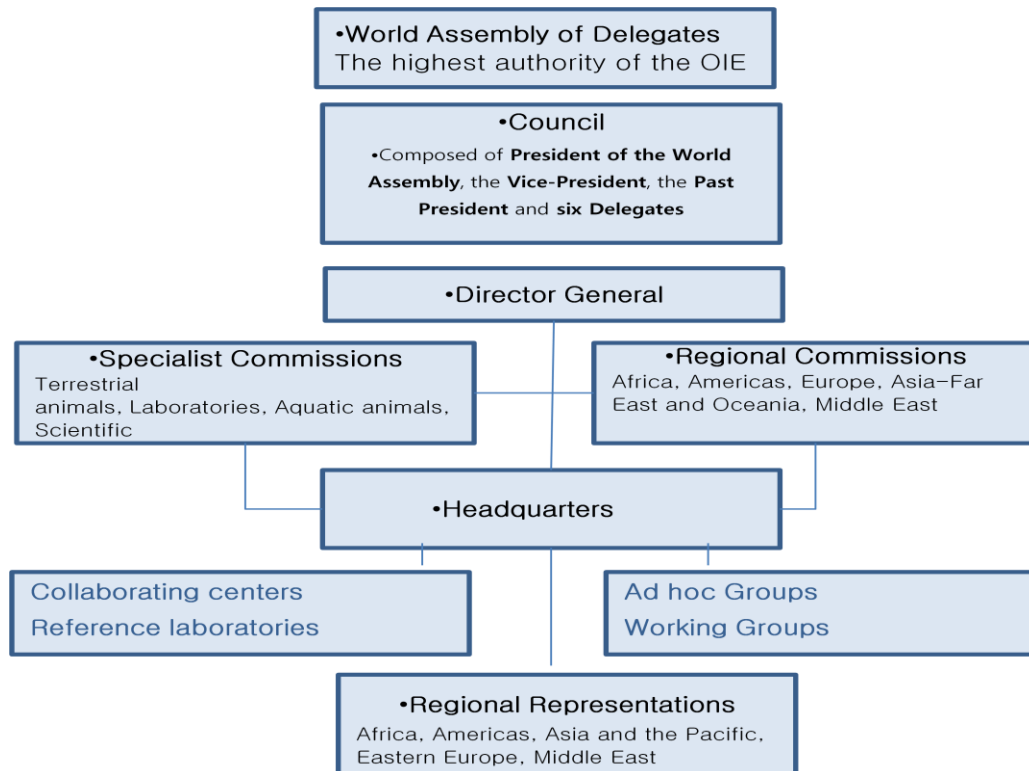 •World Assembly of Delegates
The highest authority of the OIE
•Council
•Composed of President of the World
Assembly, the Vice-President, the Past
President and six Delegates
•Director General
•Specialist Commissions
Terrestrial
animals, Laboratories, Aquatic animals,
Scientific
•Regional Commissions
Africa, Americas, Europe, Asia-Far
East and Oceania, Middle East
•Headquarters
Collaborating centers
Reference laboratories
Ad hoc Groups
Working Groups
•Regional Representations
Africa, Americas, Asia and the Pacific,
Eastern Europe, Middle East